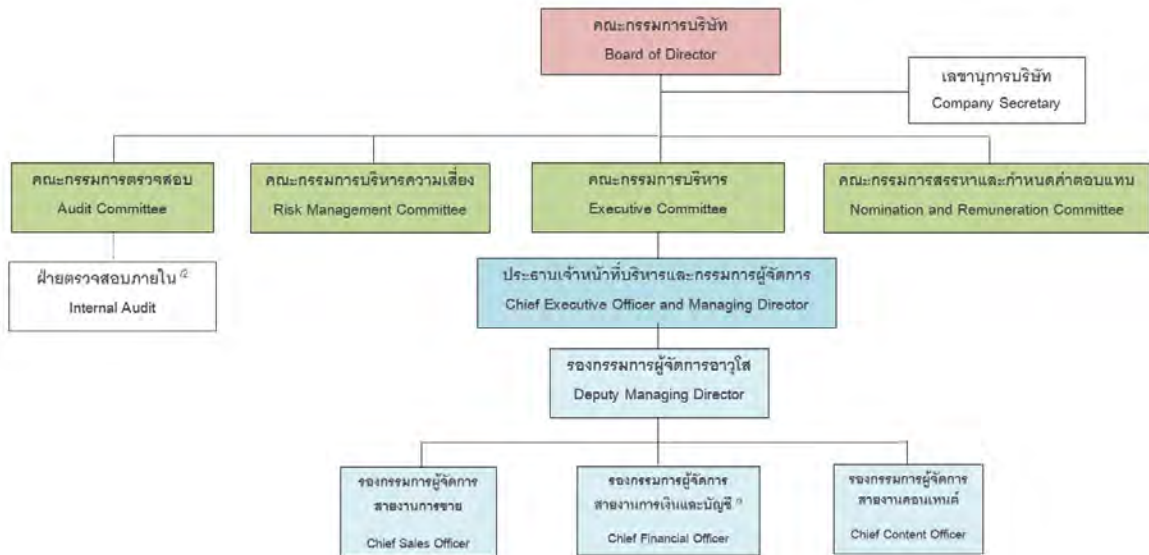 คณะกรรมการบริษัท
Board of Director
เลขานุการบริษัท
Company Secretary
คณะกรรมการตรวจสอบ
Audit Committee
คณะกรรมการบริหารความเสี่ยง
Risk Management Committee
คณะกรรมการบริหาร
Executive Committee
คณะกรรมการสรรหาและกำหนดค่าตอบแทน
Nomination and Remuneration Committee
ฝ่ายตรวจสอบภายใน
Internal Audit
ประธานเจ้าหน้าที่บริหารและกรรมการผู้จัดการ
Chief Executive Officer and Managing Director
รองกรรมการผู้จัดการอาวุโส
Deputy Managing Director
รองกรรมการผู้จัดการ
สายงานการขาย
Chief Sales Officer
รองกรรมการผู้จัดการ
สายงานการเงินและบัญชี
Chief Financial Officer
รองกรรมการผู้จัดการ
สายงานคอนเทนต์
Chief Content Officer